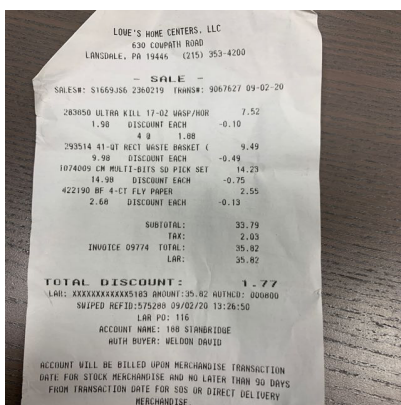 LOWE'S HOME CENTERS, LLC
630 COWPATH ROAD
LANSDALE, PA 19446 (215) 353-4200
- SALE -
SALES#: S1669JS6 2360219 TRANS#: 9067627 09-02-20
283850 ULTRA KILL 17-OZ WASP/HOR 7.52
1.98 DISCOUNT EACH -0.10
4 @ 1.88
293514 41-QT RECT WASTE BASKET ( 9.49
9.98 DISCOUNT EACH -0.49
1074009 CM MULTI-BITS SD PICK SET 14.23
14.98 DISCOUNT EACH -0.75
422190 BF 4-CT FLY PAPER 2.55
2.68 DISCOUNT EACH -0.13
SUBTOTAL: 33.79
TAX: 2.03
INVOICE 09774 TOTAL: 35.82
LAR: 35.82
TOTAL DISCOUNT: 1.77
LAR: XXXXXXXXXXXX5183 AMOUNT:35.82 AUTHCD: 000800
SWIPED REFID:575280 09/02/20 13:26:50
LAR PO: 116
ACCOUNT NAME: 188 STANBRIDGE
AUTH BUYER: WELDON DAVID
ACCOUNT WILL BE BILLED UPON MERCHANDISE TRANSACTION
DATE FOR STOCK MERCHANDISE AND NO LATER THAN 90 DAYS
FROM TRANSACTION DATE FOR SOS OR DIRECT DELIVERY
MERCHANDISE.